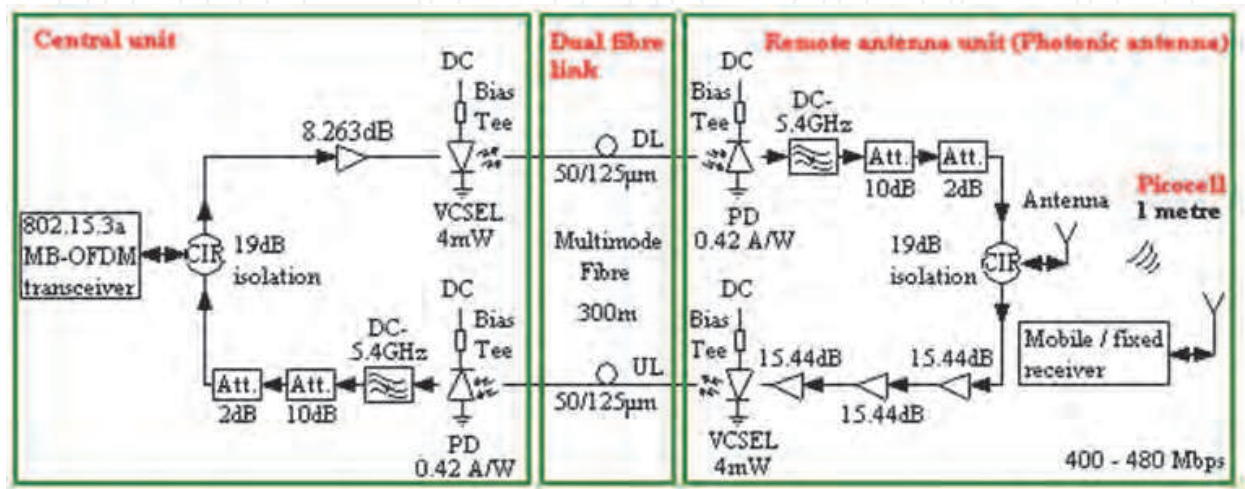 Central unit
802.15.3a
MB-OFDM
transceiver
CIR
19dB
isolation
8.263dB
DC
Bias
Tee
VCSEL
4mW
DC
Bias
Tee
DC-
5.4GHz
Att.
2dB
Att.
10dB
PD
0.42 A/W
Dual fibre
link
DL
50/125µm
Multimode
Fibre
300m
UL
50/125µm
Remote antenna unit (Photonic antenna)
DC
Bias
Tee
PD
0.42 A/W
DC-
5.4GHz
Att.
10dB
Att.
2dB
Antenna
19dB
isolation
CIR
Picocell
1 metre
Mobile / fixed
receiver
DC
Bias
Tee
15.44dB
15.44dB
15.44dB
VCSEL
4mW
400 - 480 Mbps